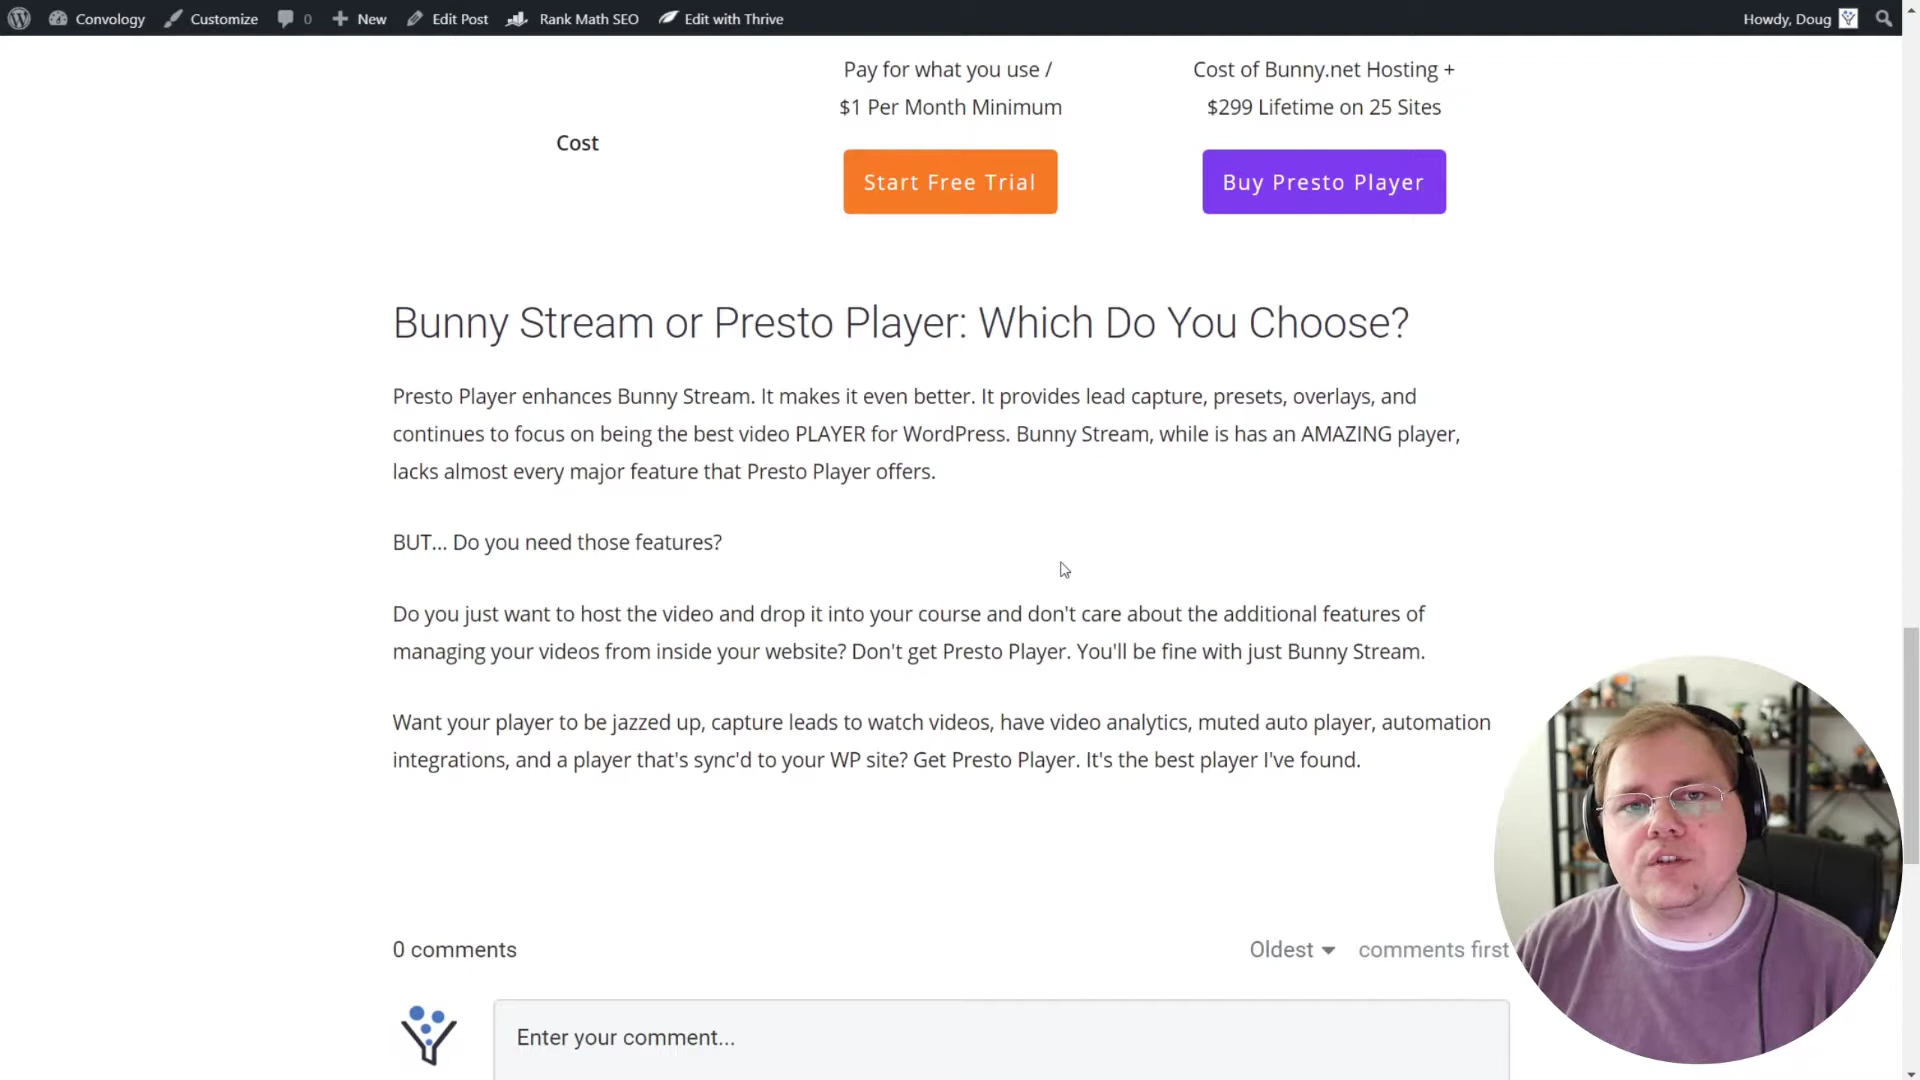 Convology
Customize
0
New
Edit Post
Rank Math SEO
Edit with Thrive
Howdy, Doug
Pay for what you use /
$1 Per Month Minimum
Cost of Bunny.net Hosting +
$299 Lifetime on 25 Sites
Cost
Start Free Trial
Buy Presto Player
Bunny Stream or Presto Player: Which Do You Choose?
Presto Player enhances Bunny Stream. It makes it even better. It provides lead capture, presets, overlays, and
continues to focus on being the best video PLAYER for WordPress. Bunny Stream, while is has an AMAZING player,
lacks almost every major feature that Presto Player offers.
BUT... Do you need those features?
Do you just want to host the video and drop it into your course and don't care about the additional features of
managing your videos from inside your website? Don't get Presto Player. You'll be fine with just Bunny Stream.
Want your player to be jazzed up, capture leads to watch videos, have video analytics, muted auto player, automation
integrations, and a player that's sync'd to your WP site? Get Presto Player. It's the best player I've found.
0 comments
Oldest comments first
Enter your comment...